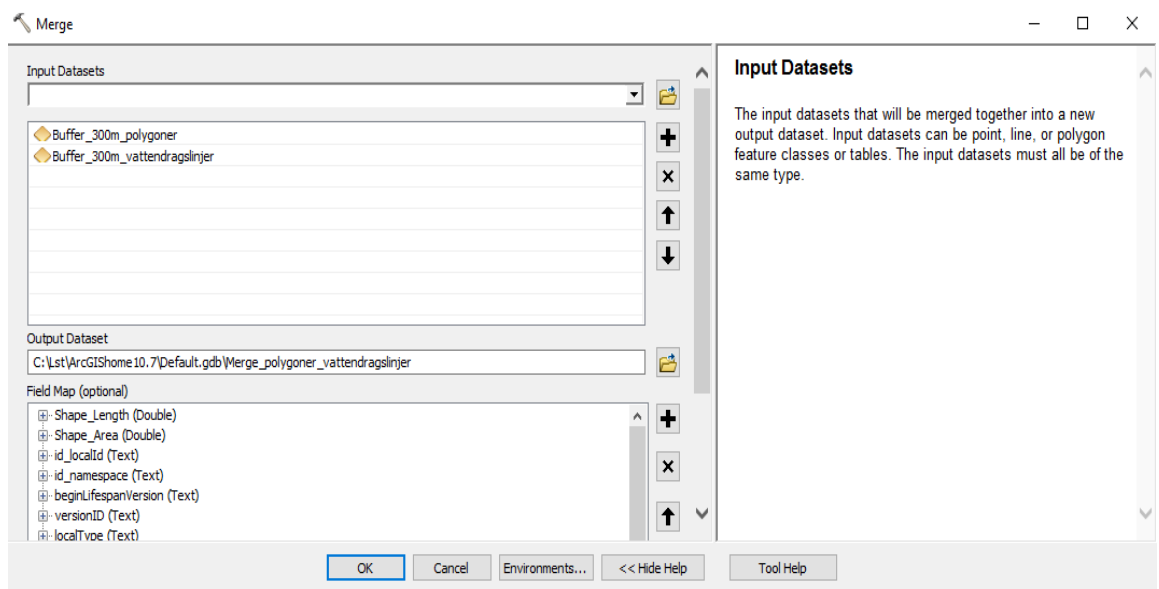 Merge
Input Datasets
Buffer_300m_polygoner
Buffer_300m_vattendragslinjer
Output Dataset
C:\Lst\ArcGIShome10.7\Default.gdb\Merge_polygoner_vattendragslinjer
Field Map (optional)
Shape_Length (Double)
Shape_Area (Double)
id_localId (Text)
id_namespace (Text)
beginLifespanVersion (Text)
versionID (Text)
localType (Text)
Input Datasets
The input datasets that will be merged together into a new
output dataset. Input datasets can be point, line, or polygon
feature classes or tables. The input datasets must all be of the
same type.
OK Cancel Environments... << Hide Help Tool Help